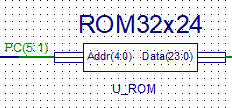 ROM32x24
PC(5:1)
Addr(4:0) Data(23:0)
U_ROM